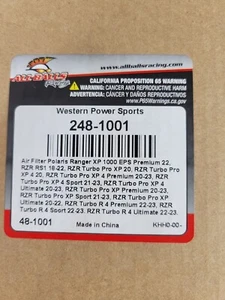 www.allballsracing.com
ALL BALLS
RACING
CALIFORNIA PROPOSITION 65 WARNING
WARNING: CANCER AND REPRODUCTIVE HARM
ADVERTENCIA: CÁNCER Y DAÑOS REPRODUCTIVOS
www.P65Warnings.ca.gov
Western Power Sports
248-1001
Air Filter Polaris Ranger XP 1000 EPS Premium 22,
RZR RS1 18-22, RZR Turbo Pro XP 20, RZR Turbo Pro
XP 4 20, RZR Turbo Pro XP 4 Premium 20-23, RZR
Turbo Pro XP 4 Sport 21-23, RZR Turbo Pro XP 4
Ultimate 20-23, RZR Turbo Pro XP Premium 20-23,
RZR Turbo Pro XP Sport 21-23, RZR Turbo Pro XP
Ultimate 20-22, RZR Turbo R 4 Premium 22-23, RZR
Turbo R 4 Sport 22-23, RZR Turbo R 4 Ultimate 22-23,
48-1001
Made in China
KHH0-00-